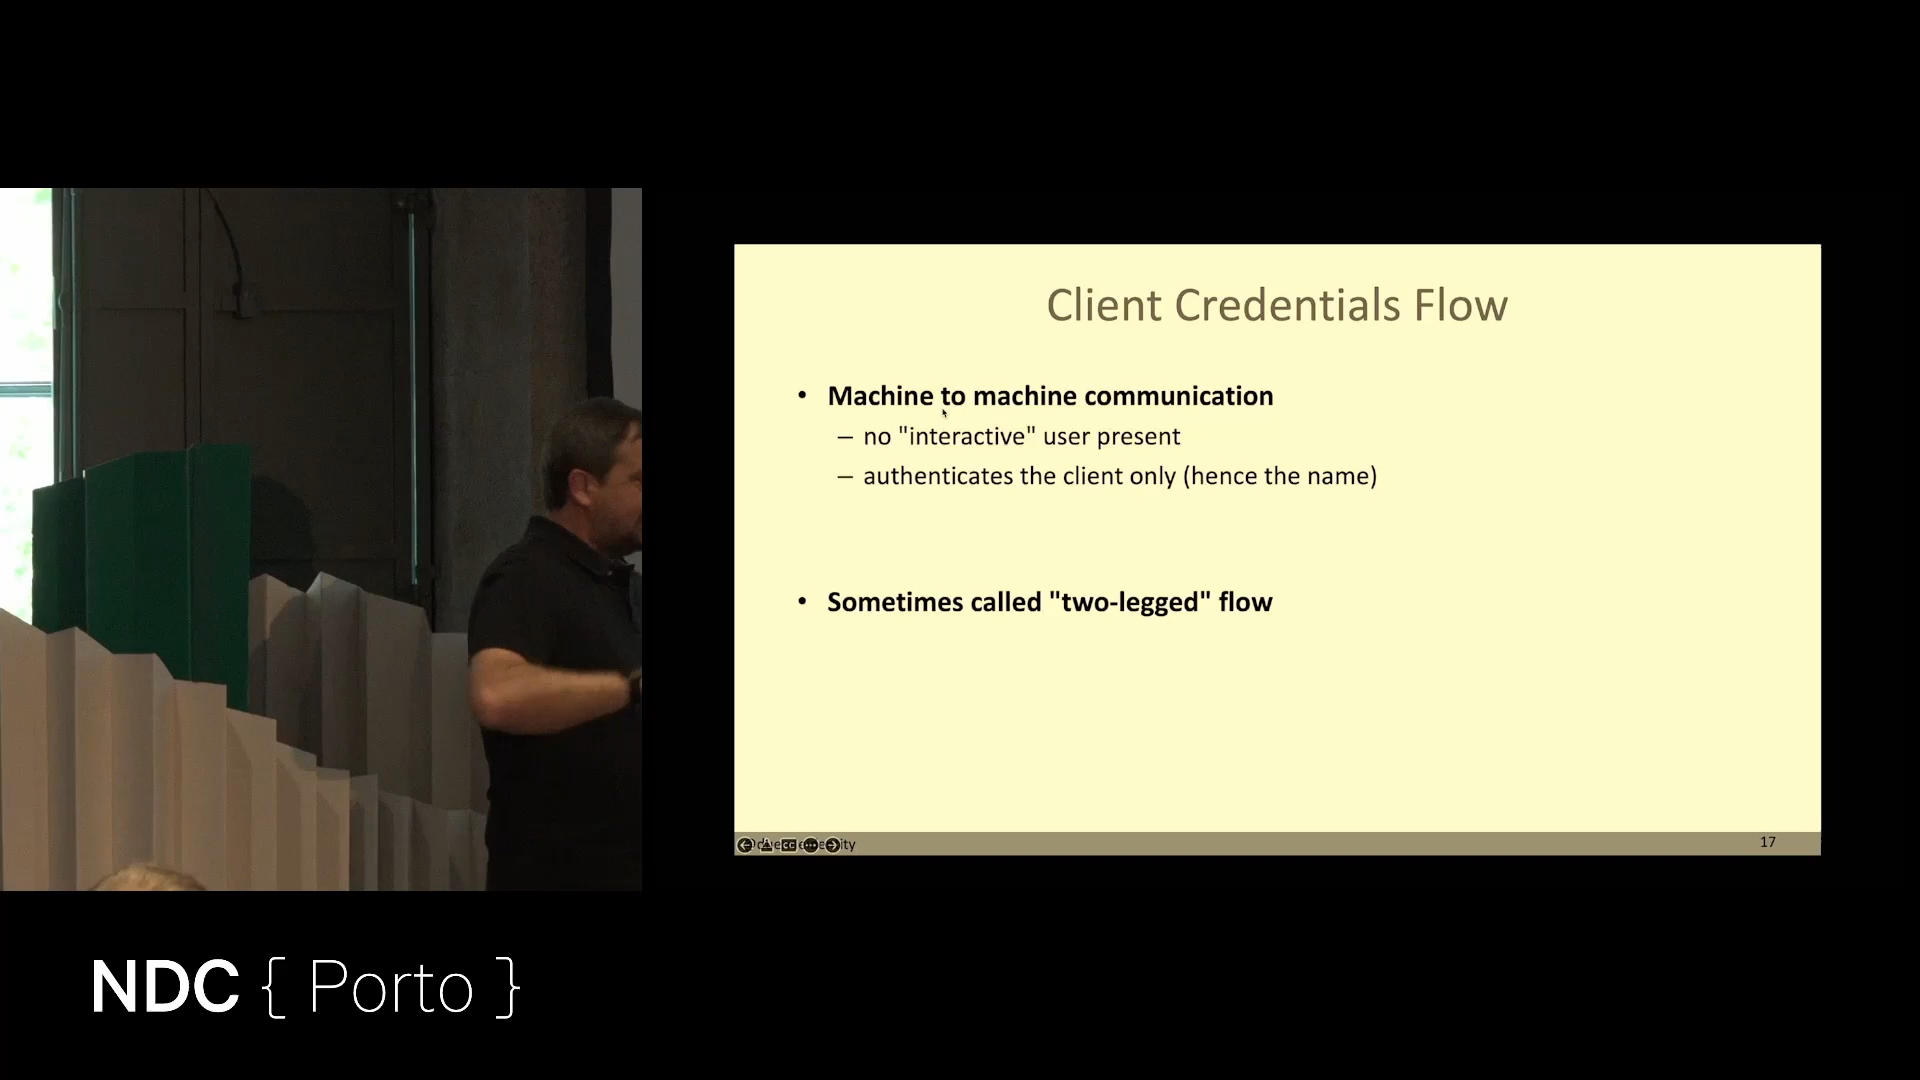 Client Credentials Flow
• Machine to machine communication
– no "interactive" user present
– authenticates the client only (hence the name)
• Sometimes called "two-legged" flow
17
NDC { Porto }